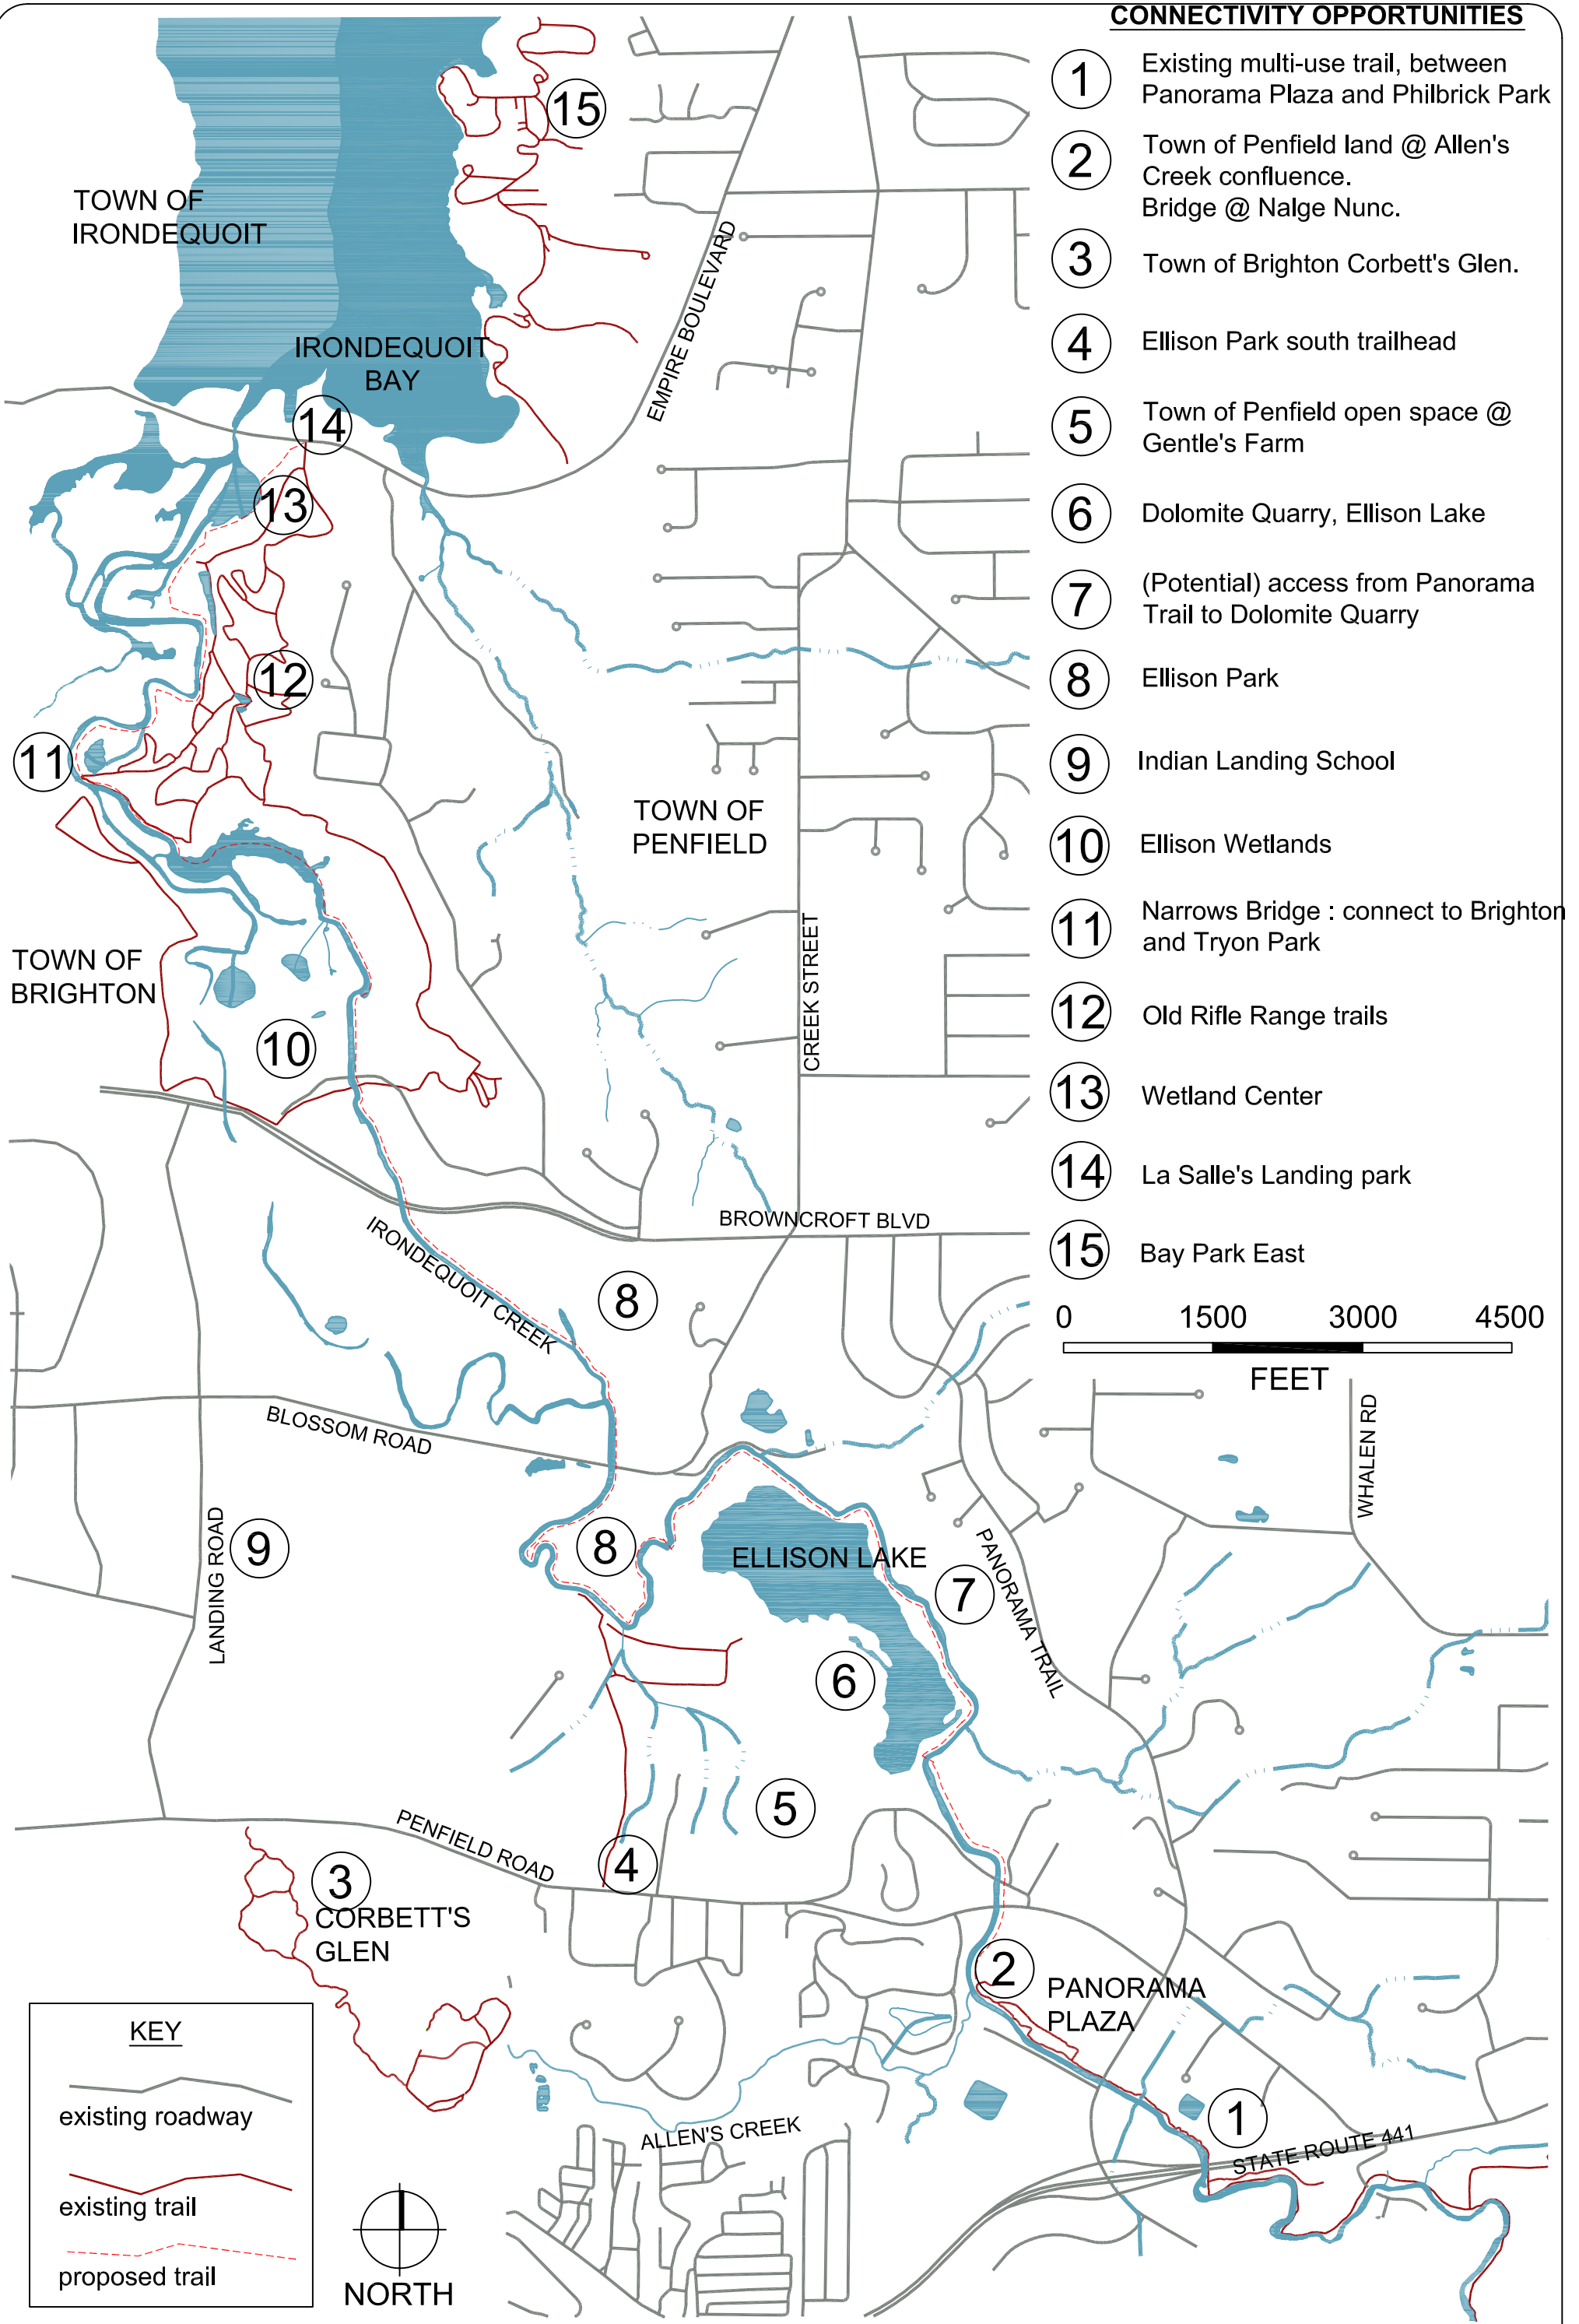 CONNECTIVITY OPPORTUNITIES
1
Existing multi-use trail, between
Panorama Plaza and Philbrick Park
2
Town of Penfield land @ Allen's
Creek confluence.
Bridge @ Nalge Nunc.
3
Town of Brighton Corbett's Glen.
4
Ellison Park south trailhead
5
Town of Penfield open space @
Gentle's Farm
6
Dolomite Quarry, Ellison Lake
7
(Potential) access from Panorama
Trail to Dolomite Quarry
8
Ellison Park
9
Indian Landing School
10
Ellison Wetlands
11
Narrows Bridge : connect to Brighton
and Tryon Park
12
Old Rifle Range trails
13
Wetland Center
14
La Salle's Landing park
15
Bay Park East
0 1500 3000 4500
FEET
15
TOWN OF
IRONDEQUOIT
IRONDEQUOIT
BAY
EMPIRE BOULEVARD
14
13
12
11
TOWN OF
PENFIELD
CREEK STREET
TOWN OF
BRIGHTON
10
BROWNCROFT BLVD
IRONDEQUOIT CREEK
8
BLOSSOM ROAD
WHALEN RD
LANDING ROAD
9
8
ELLISON LAKE
7
PANORAMA TRAIL
6
5
PENFIELD ROAD
4
3
CORBETT'S
GLEN
2
PANORAMA
PLAZA
1
STATE ROUTE 441
ALLEN'S CREEK
KEY
existing roadway
existing trail
proposed trail
NORTH